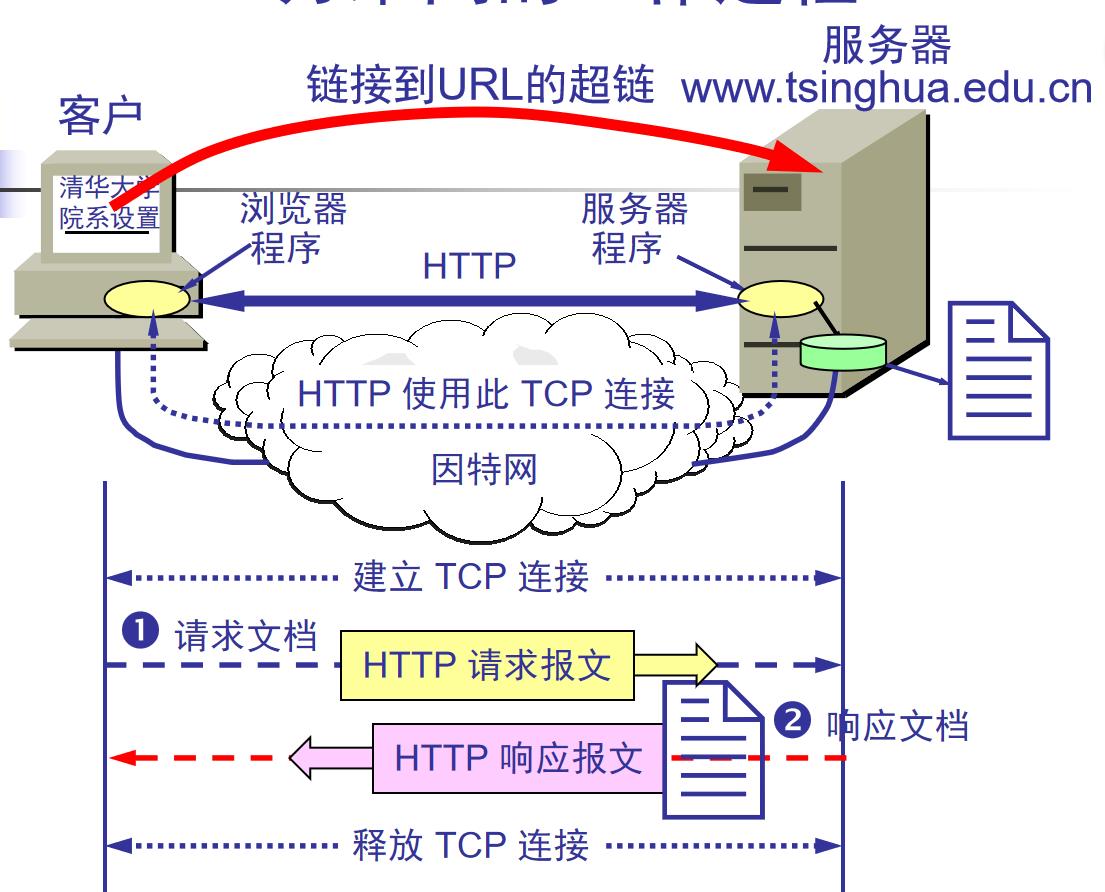 服务器
链接到URL的超链
www.tsinghua.edu.cn
客户
清华大学
院系设置
浏览器
程序
服务器
程序
HTTP
HTTP 使用此 TCP 连接
因特网
建立 TCP 连接
❶ 请求文档
HTTP 请求报文
❷ 响应文档
HTTP 响应报文
释放 TCP 连接